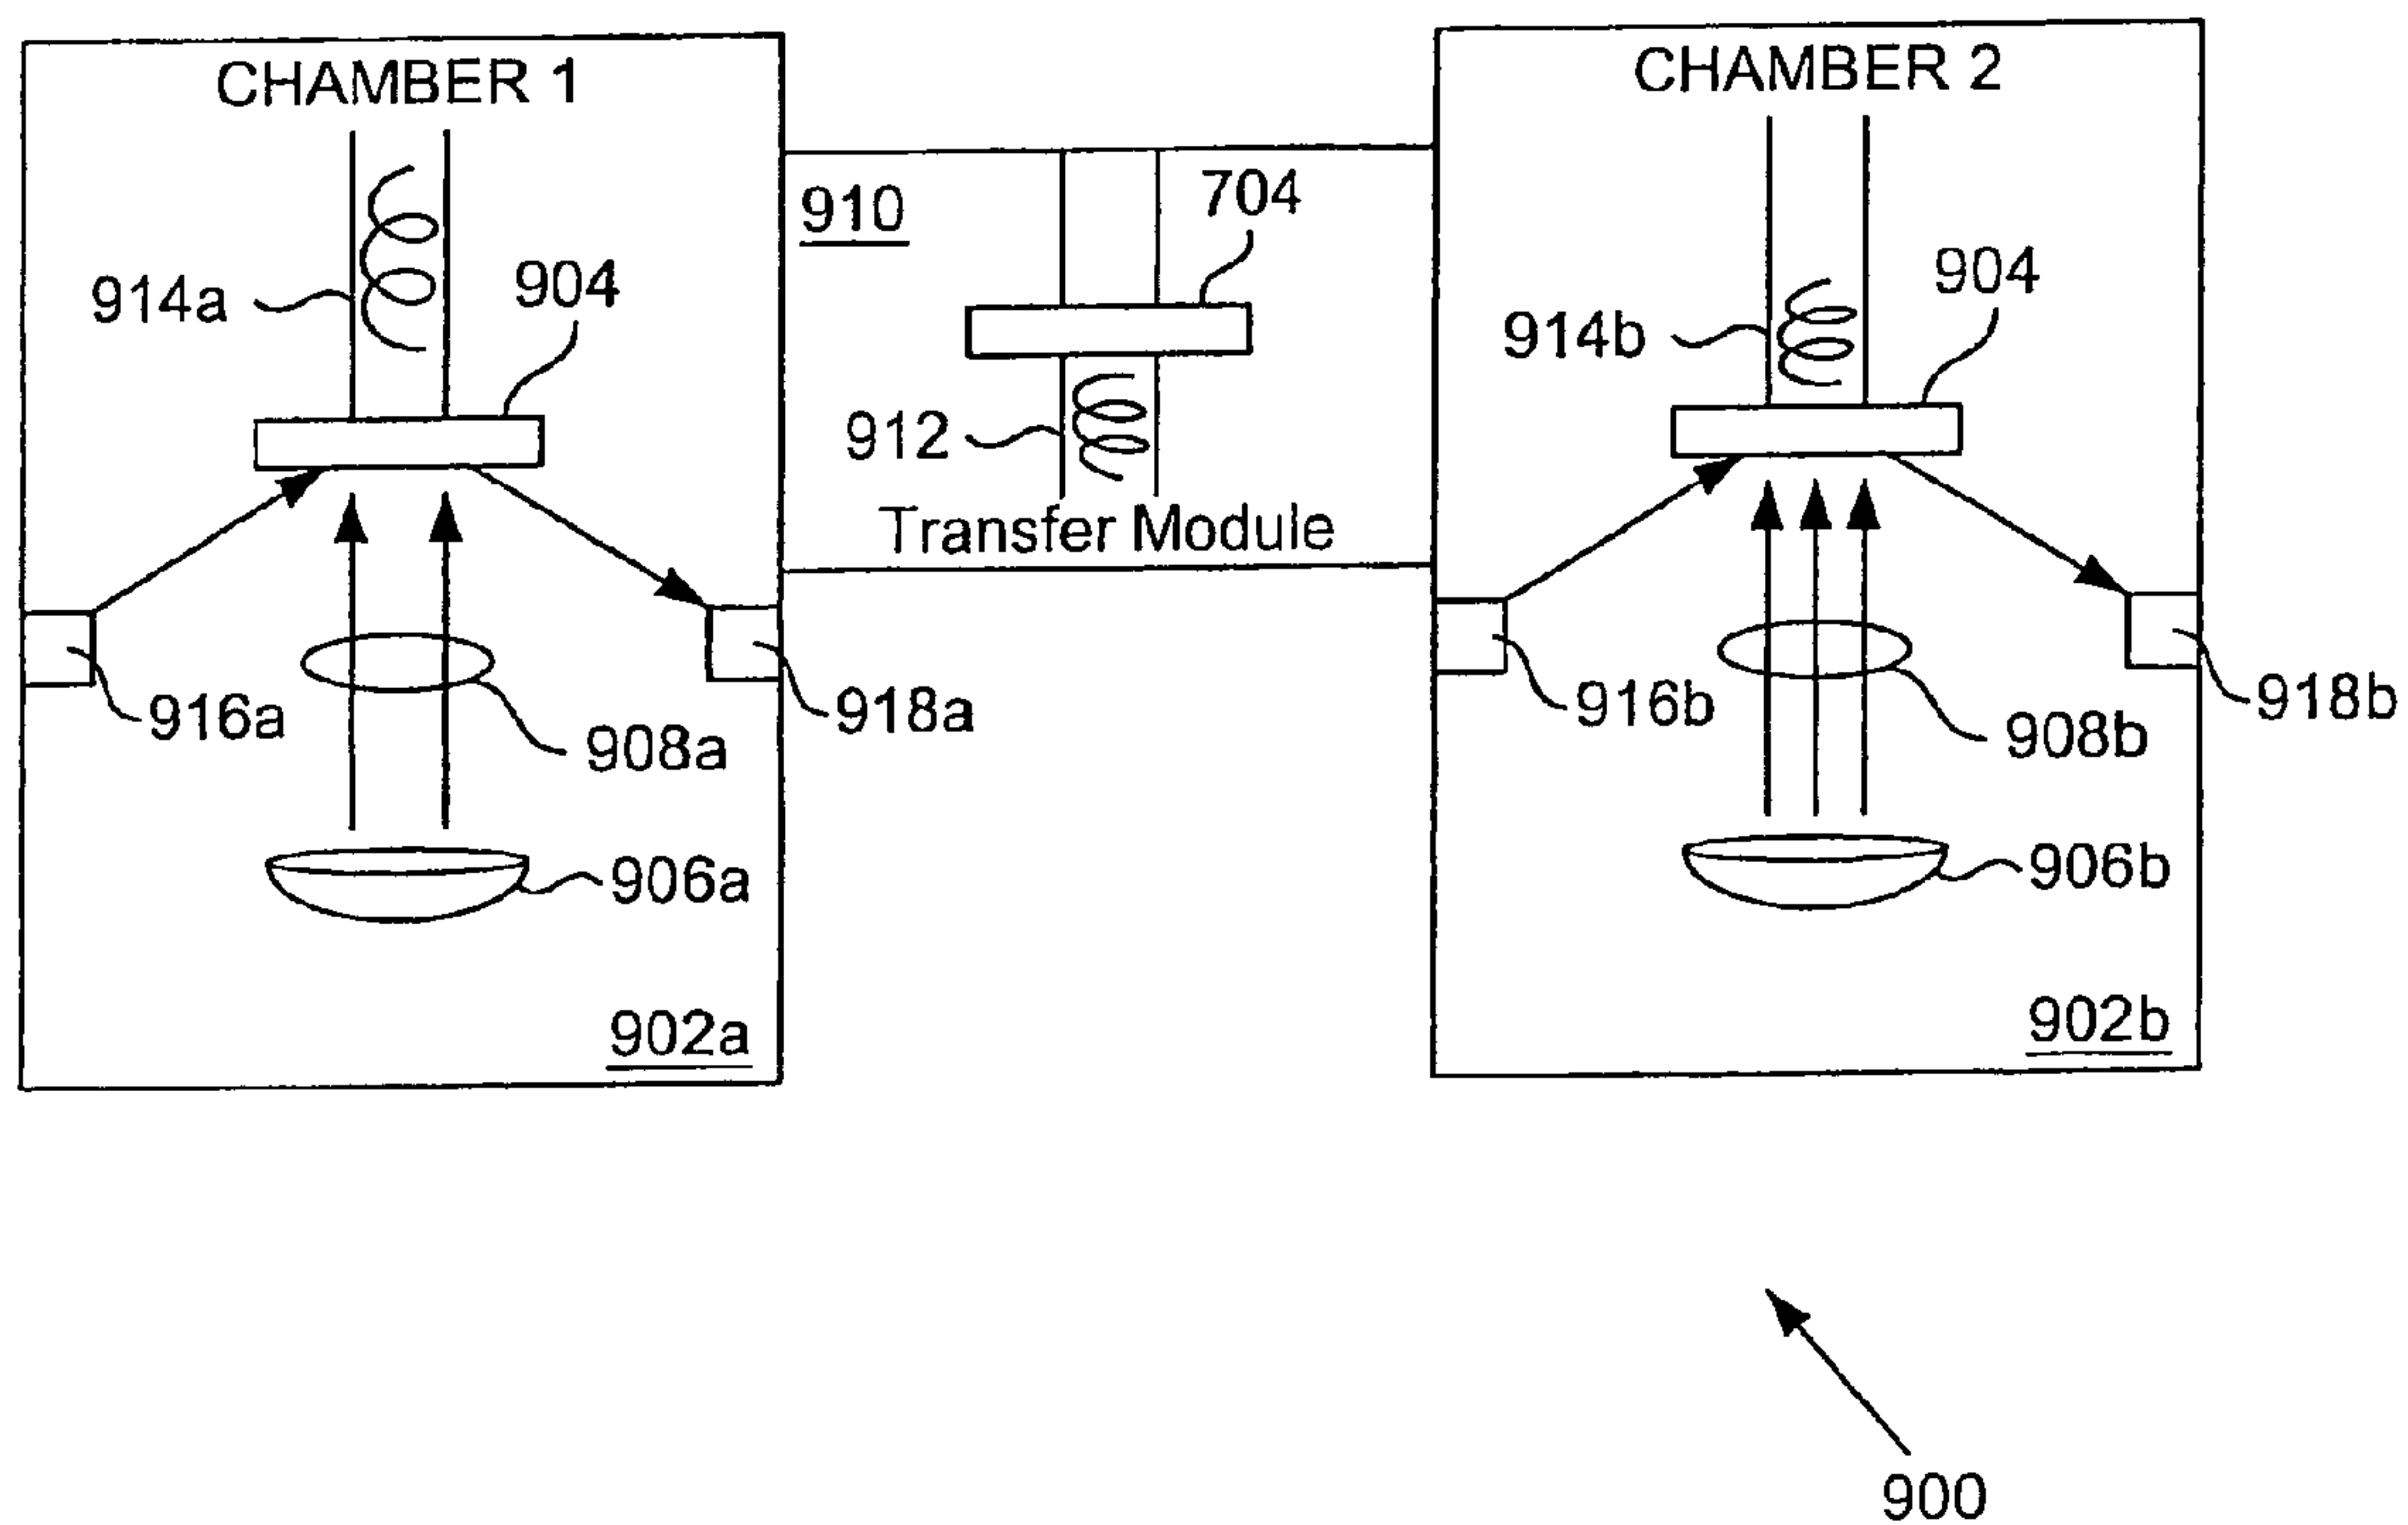 CHAMBER 1
CHAMBER 2
910
704
914a
904
904
914b
912
Transfer Module
916a
918a
916b
918b
908a
908b
906a
906b
902a
902b
900